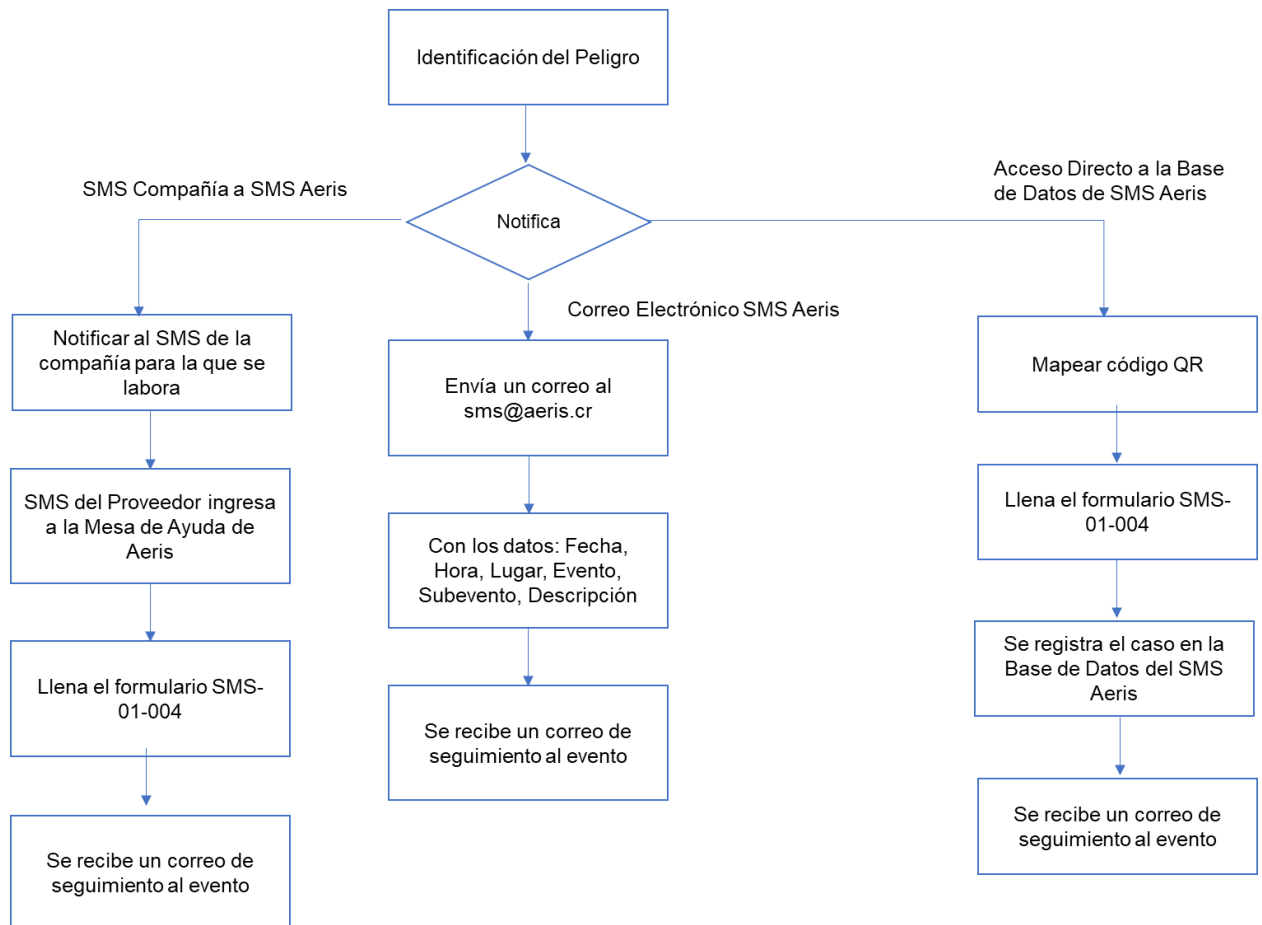 Identificación del Peligro
Notifica
SMS Compañía a SMS Aeris
Notificar al SMS de la
compañía para la que se
labora
SMS del Proveedor ingresa
a la Mesa de Ayuda de
Aeris
Llena el formulario SMS-
01-004
Se recibe un correo de
seguimiento al evento
Correo Electrónico SMS Aeris
Envía un correo al
sms@aeris.cr
Con los datos: Fecha,
Hora, Lugar, Evento,
Subevento, Descripción
Se recibe un correo de
seguimiento al evento
Acceso Directo a la Base
de Datos de SMS Aeris
Mapear código QR
Llena el formulario SMS-
01-004
Se registra el caso en la
Base de Datos del SMS
Aeris
Se recibe un correo de
seguimiento al evento